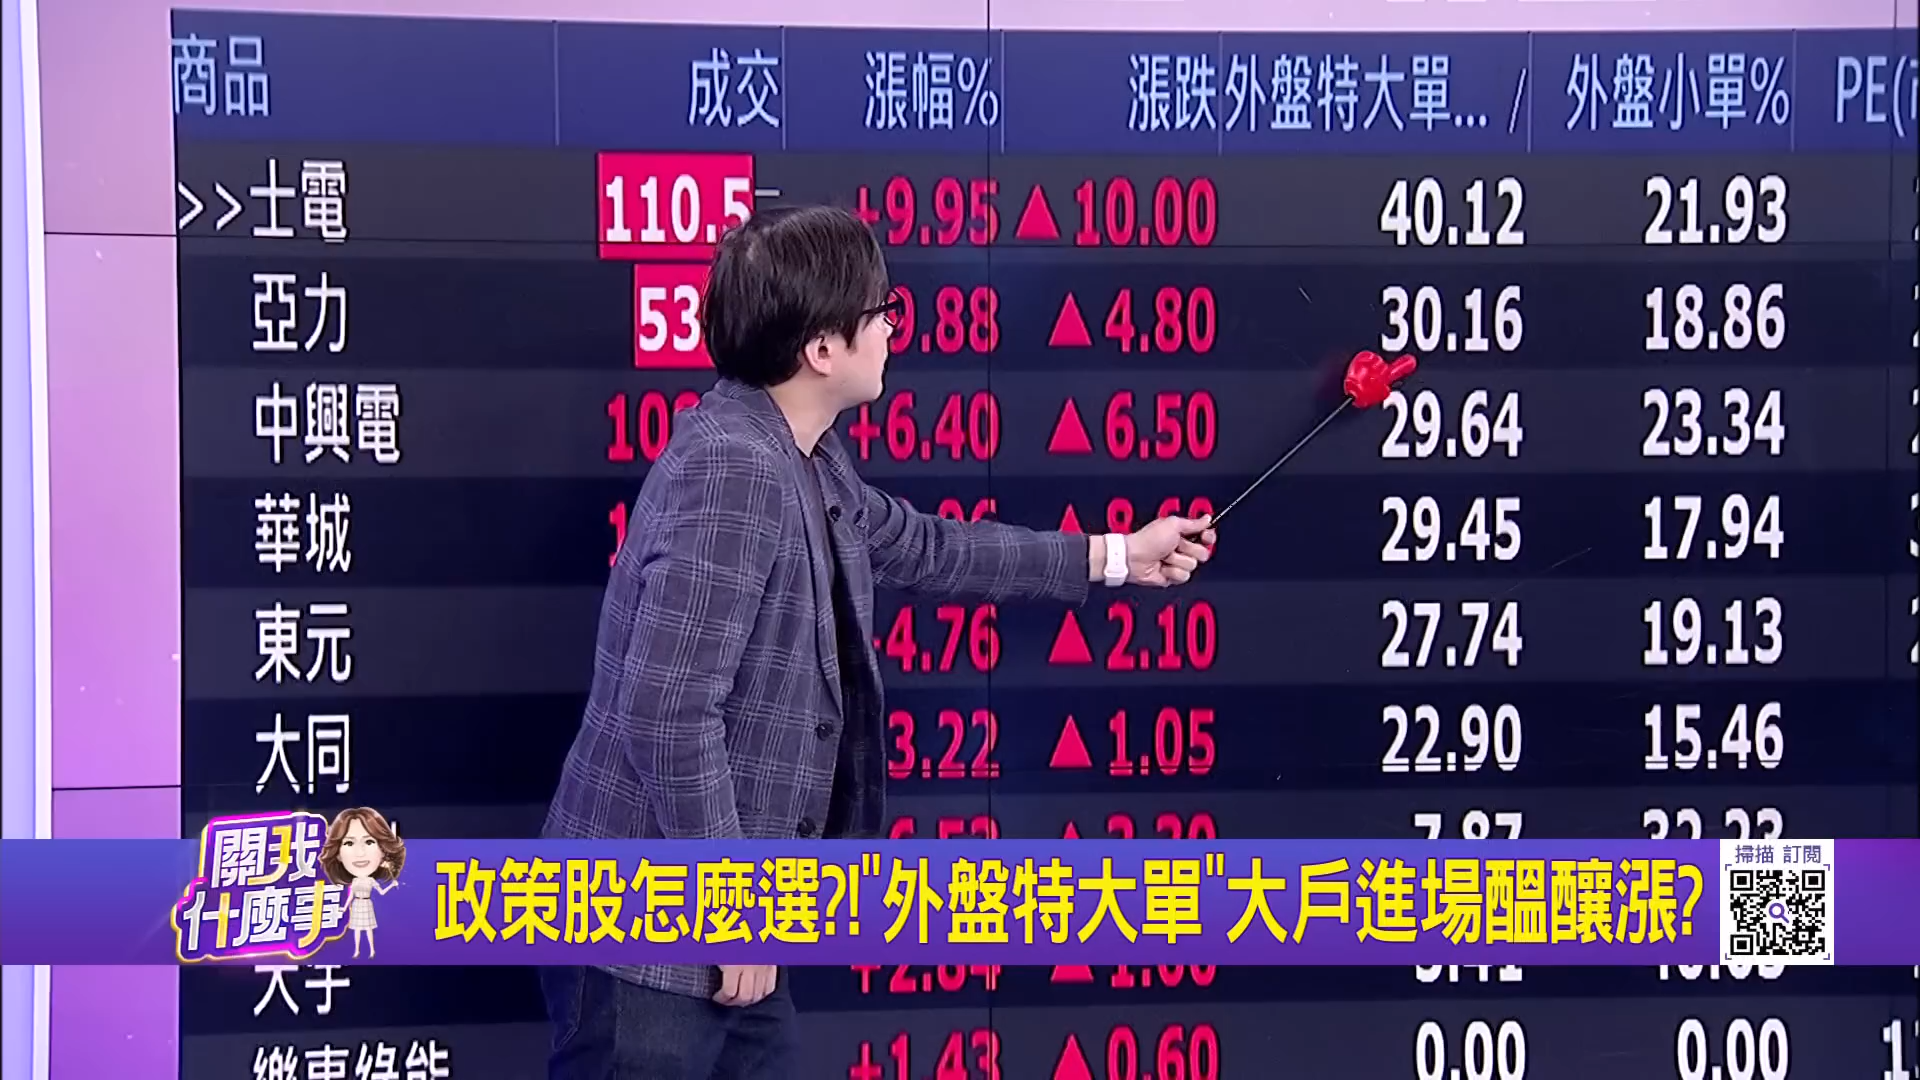 商品 成交 漲幅% 漲跌 外盤特大單... / 外盤小單% PE(
>>士電 110.5 +9.95 ▲10.00 40.12 21.93
亞力 53 9.88 ▲4.80 30.16 18.86
中興電 +6.40 ▲6.50 29.64 23.34
華城 29.45 17.94
東元 4.76 ▲2.10 27.74 19.13
大同 3.22 ▲1.05 22.90 15.46
關我什麼事
政策股怎麼選?!"外盤特大單"大戶進場醞釀漲?
掃描 訂閱
+1.43 ▲0.60 0.00 0.00